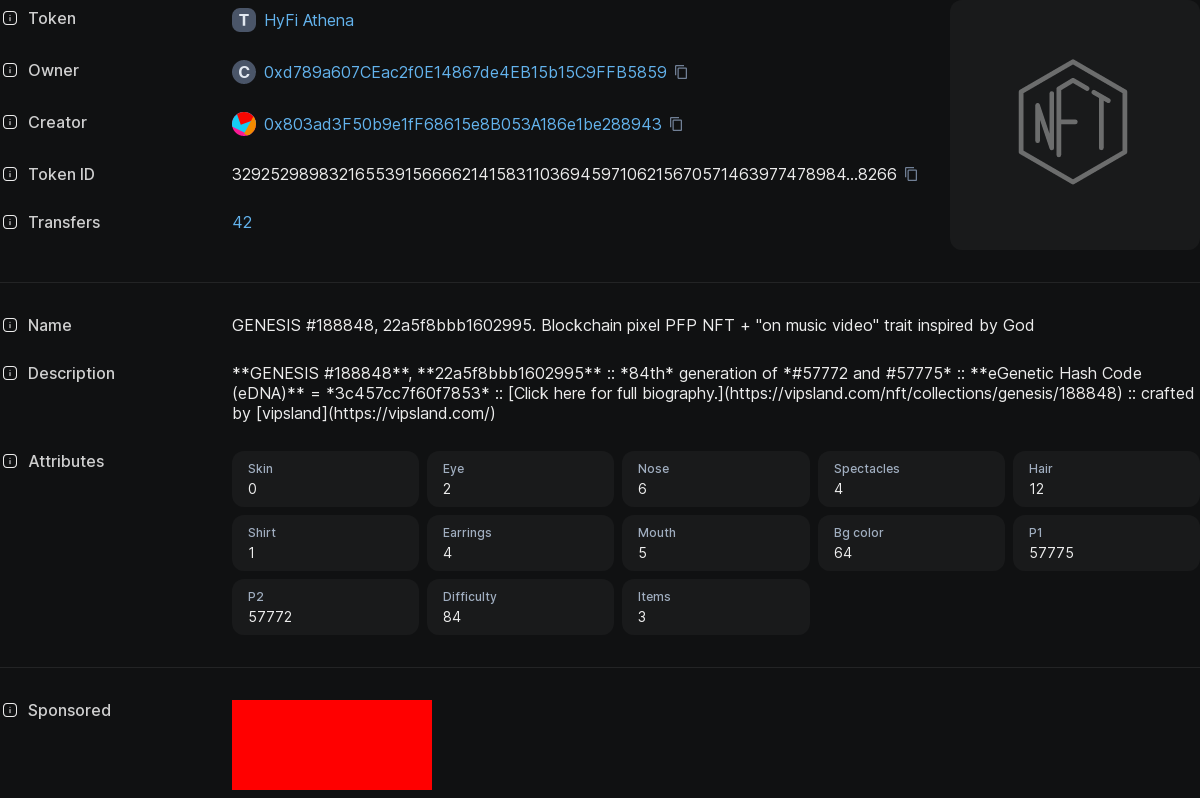 Token
T HyFi Athena
Owner
C 0xd789a607CEac2f0E14867de4EB15b15C9FFB5859
Creator
0x803ad3F50b9e1fF68615e8B053A186e1be288943
Token ID
32925298983216553915666621415831103694597106215670571463977478984...8266
Transfers
42
NFT
Name
GENESIS #188848, 22a5f8bbb1602995. Blockchain pixel PFP NFT + "on music video" trait inspired by God
Description
**GENESIS #188848**, **22a5f8bbb1602995** :: *84th* generation of *#57772 and #57775* :: **eGenetic Hash Code
(eDNA)** = *3c457cc7f60f7853* :: [Click here for full biography.](https://vipsland.com/nft/collections/genesis/188848) :: crafted
by [vipsland](https://vipsland.com/)
Attributes
Skin
0
Eye
2
Nose
6
Spectacles
4
Hair
12
Shirt
1
Earrings
4
Mouth
5
Bg color
64
P1
57775
P2
57772
Difficulty
84
Items
3
Sponsored